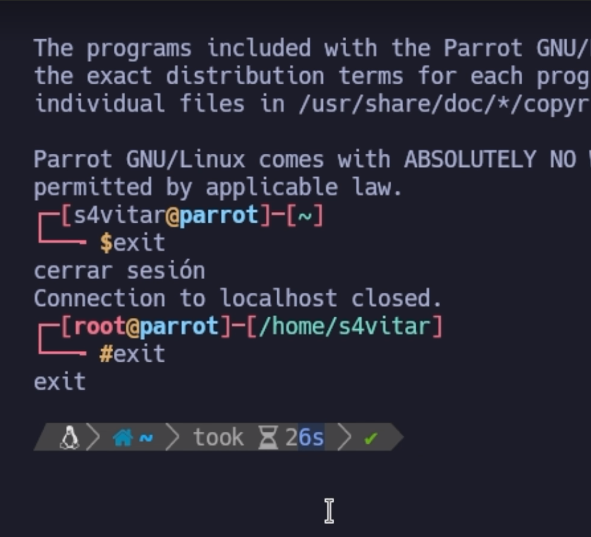 The programs included with the Parrot GNU/
the exact distribution terms for each prog
individual files in /usr/share/doc/*/copyr
Parrot GNU/Linux comes with ABSOLUTELY NO
permitted by applicable law.
┌─[s4vitar@parrot]─[~]
└──╼ $exit
cerrar sesión
Connection to localhost closed.
┌─[root@parrot]─[/home/s4vitar]
└──╼ #exit
exit
~ took 26s ✔